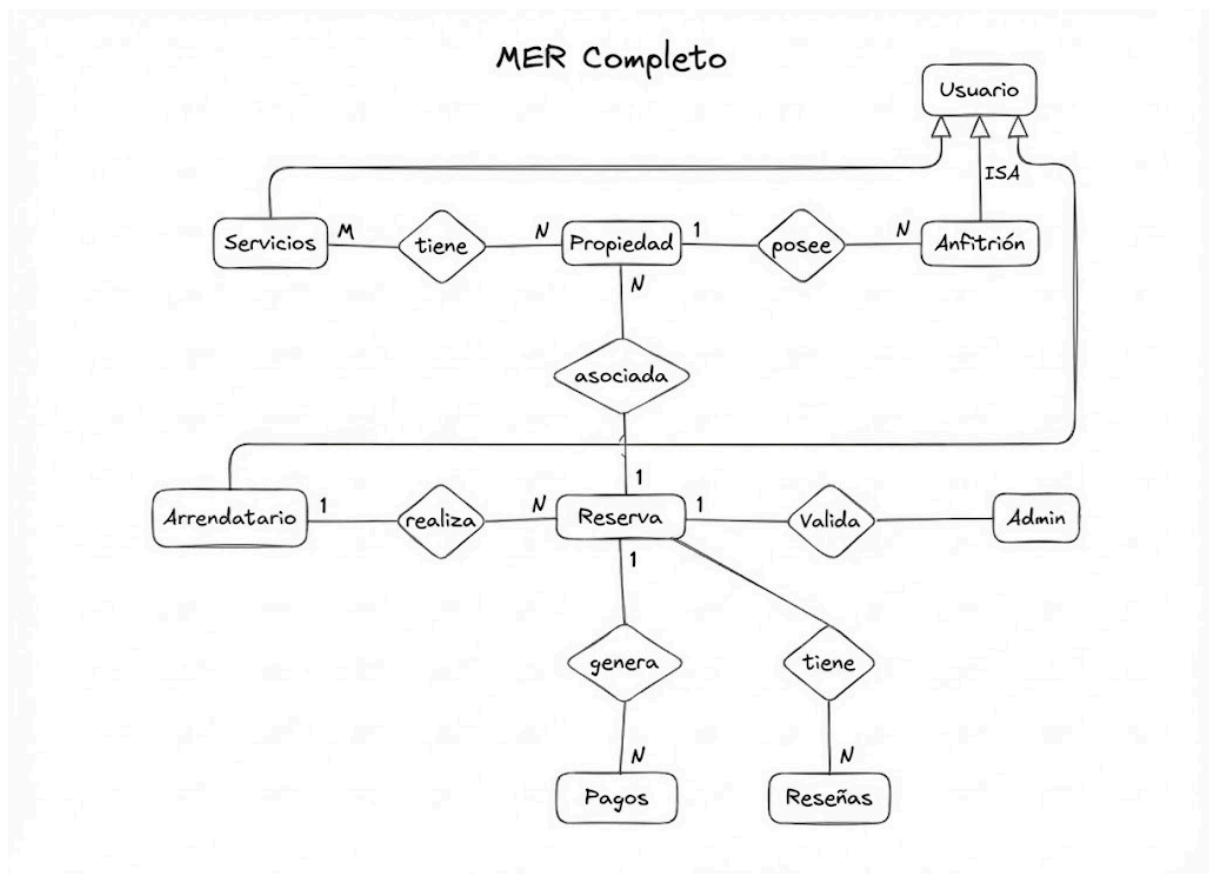 MER Completo
Usuario
ISA
Servicios
M
tiene
N
Propiedad
1
posee
N
Anfitrión
N
asociada
1
Arrendatario
1
realiza
N
Reserva
1
Valida
Admin
1
genera
tiene
N
N
Pagos
Reseñas